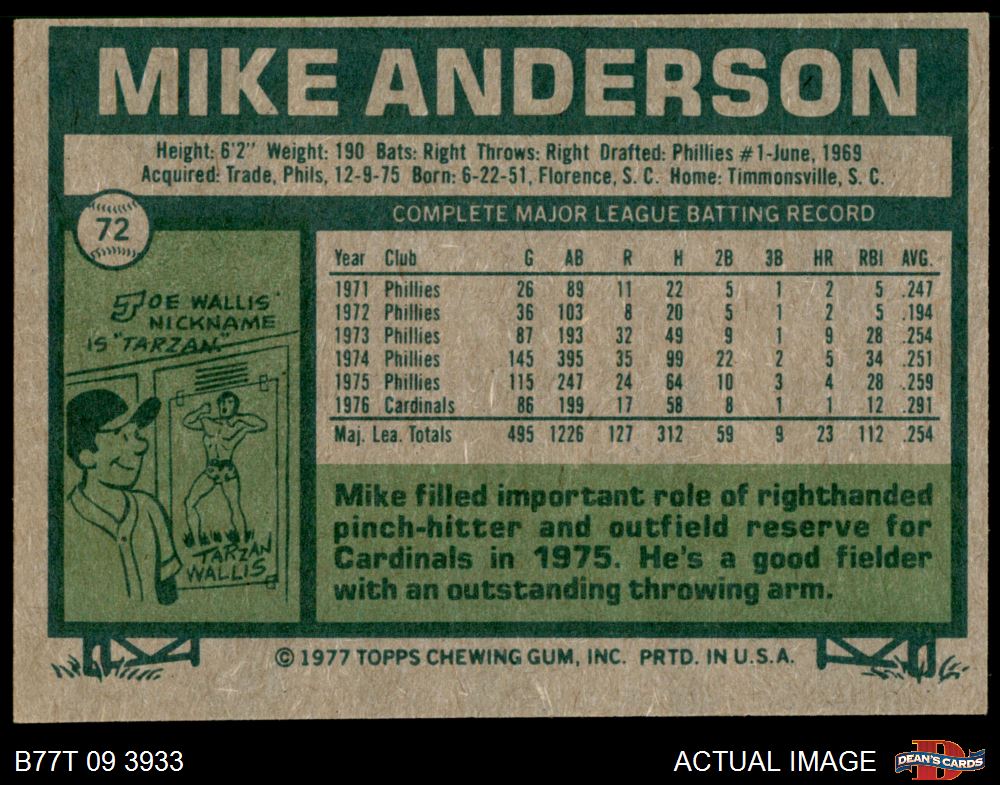 MIKE ANDERSON
Height: 6'2" Weight: 190 Bats: Right Throws: Right Drafted: Phillies #1-June, 1969
Acquired: Trade, Phils, 12-9-75 Born: 6-22-51, Florence, S. C. Home: Timmonsville, S. C.
72
JOE WALLIS'
NICKNAME
IS "TARZAN."
TARZAN
WALLIS
COMPLETE MAJOR LEAGUE BATTING RECORD
Year Club G AB R H 2B 3B HR RBI AVG.
1971 Phillies 26 89 11 22 5 1 2 5 .247
1972 Phillies 36 103 8 20 5 1 2 5 .194
1973 Phillies 87 193 32 49 9 1 9 28 .254
1974 Phillies 145 395 35 99 22 2 5 34 .251
1975 Phillies 115 247 24 64 10 3 4 28 .259
1976 Cardinals 86 199 17 58 8 1 1 12 .291
Maj. Lea. Totals 495 1226 127 312 59 9 23 112 .254
Mike filled important role of righthanded
pinch-hitter and outfield reserve for
Cardinals in 1975. He's a good fielder
with an outstanding throwing arm.
© 1977 TOPPS CHEWING GUM, INC. PRTD. IN U.S.A.
B77T 09 3933
ACTUAL IMAGE
DEAN'S CARDS